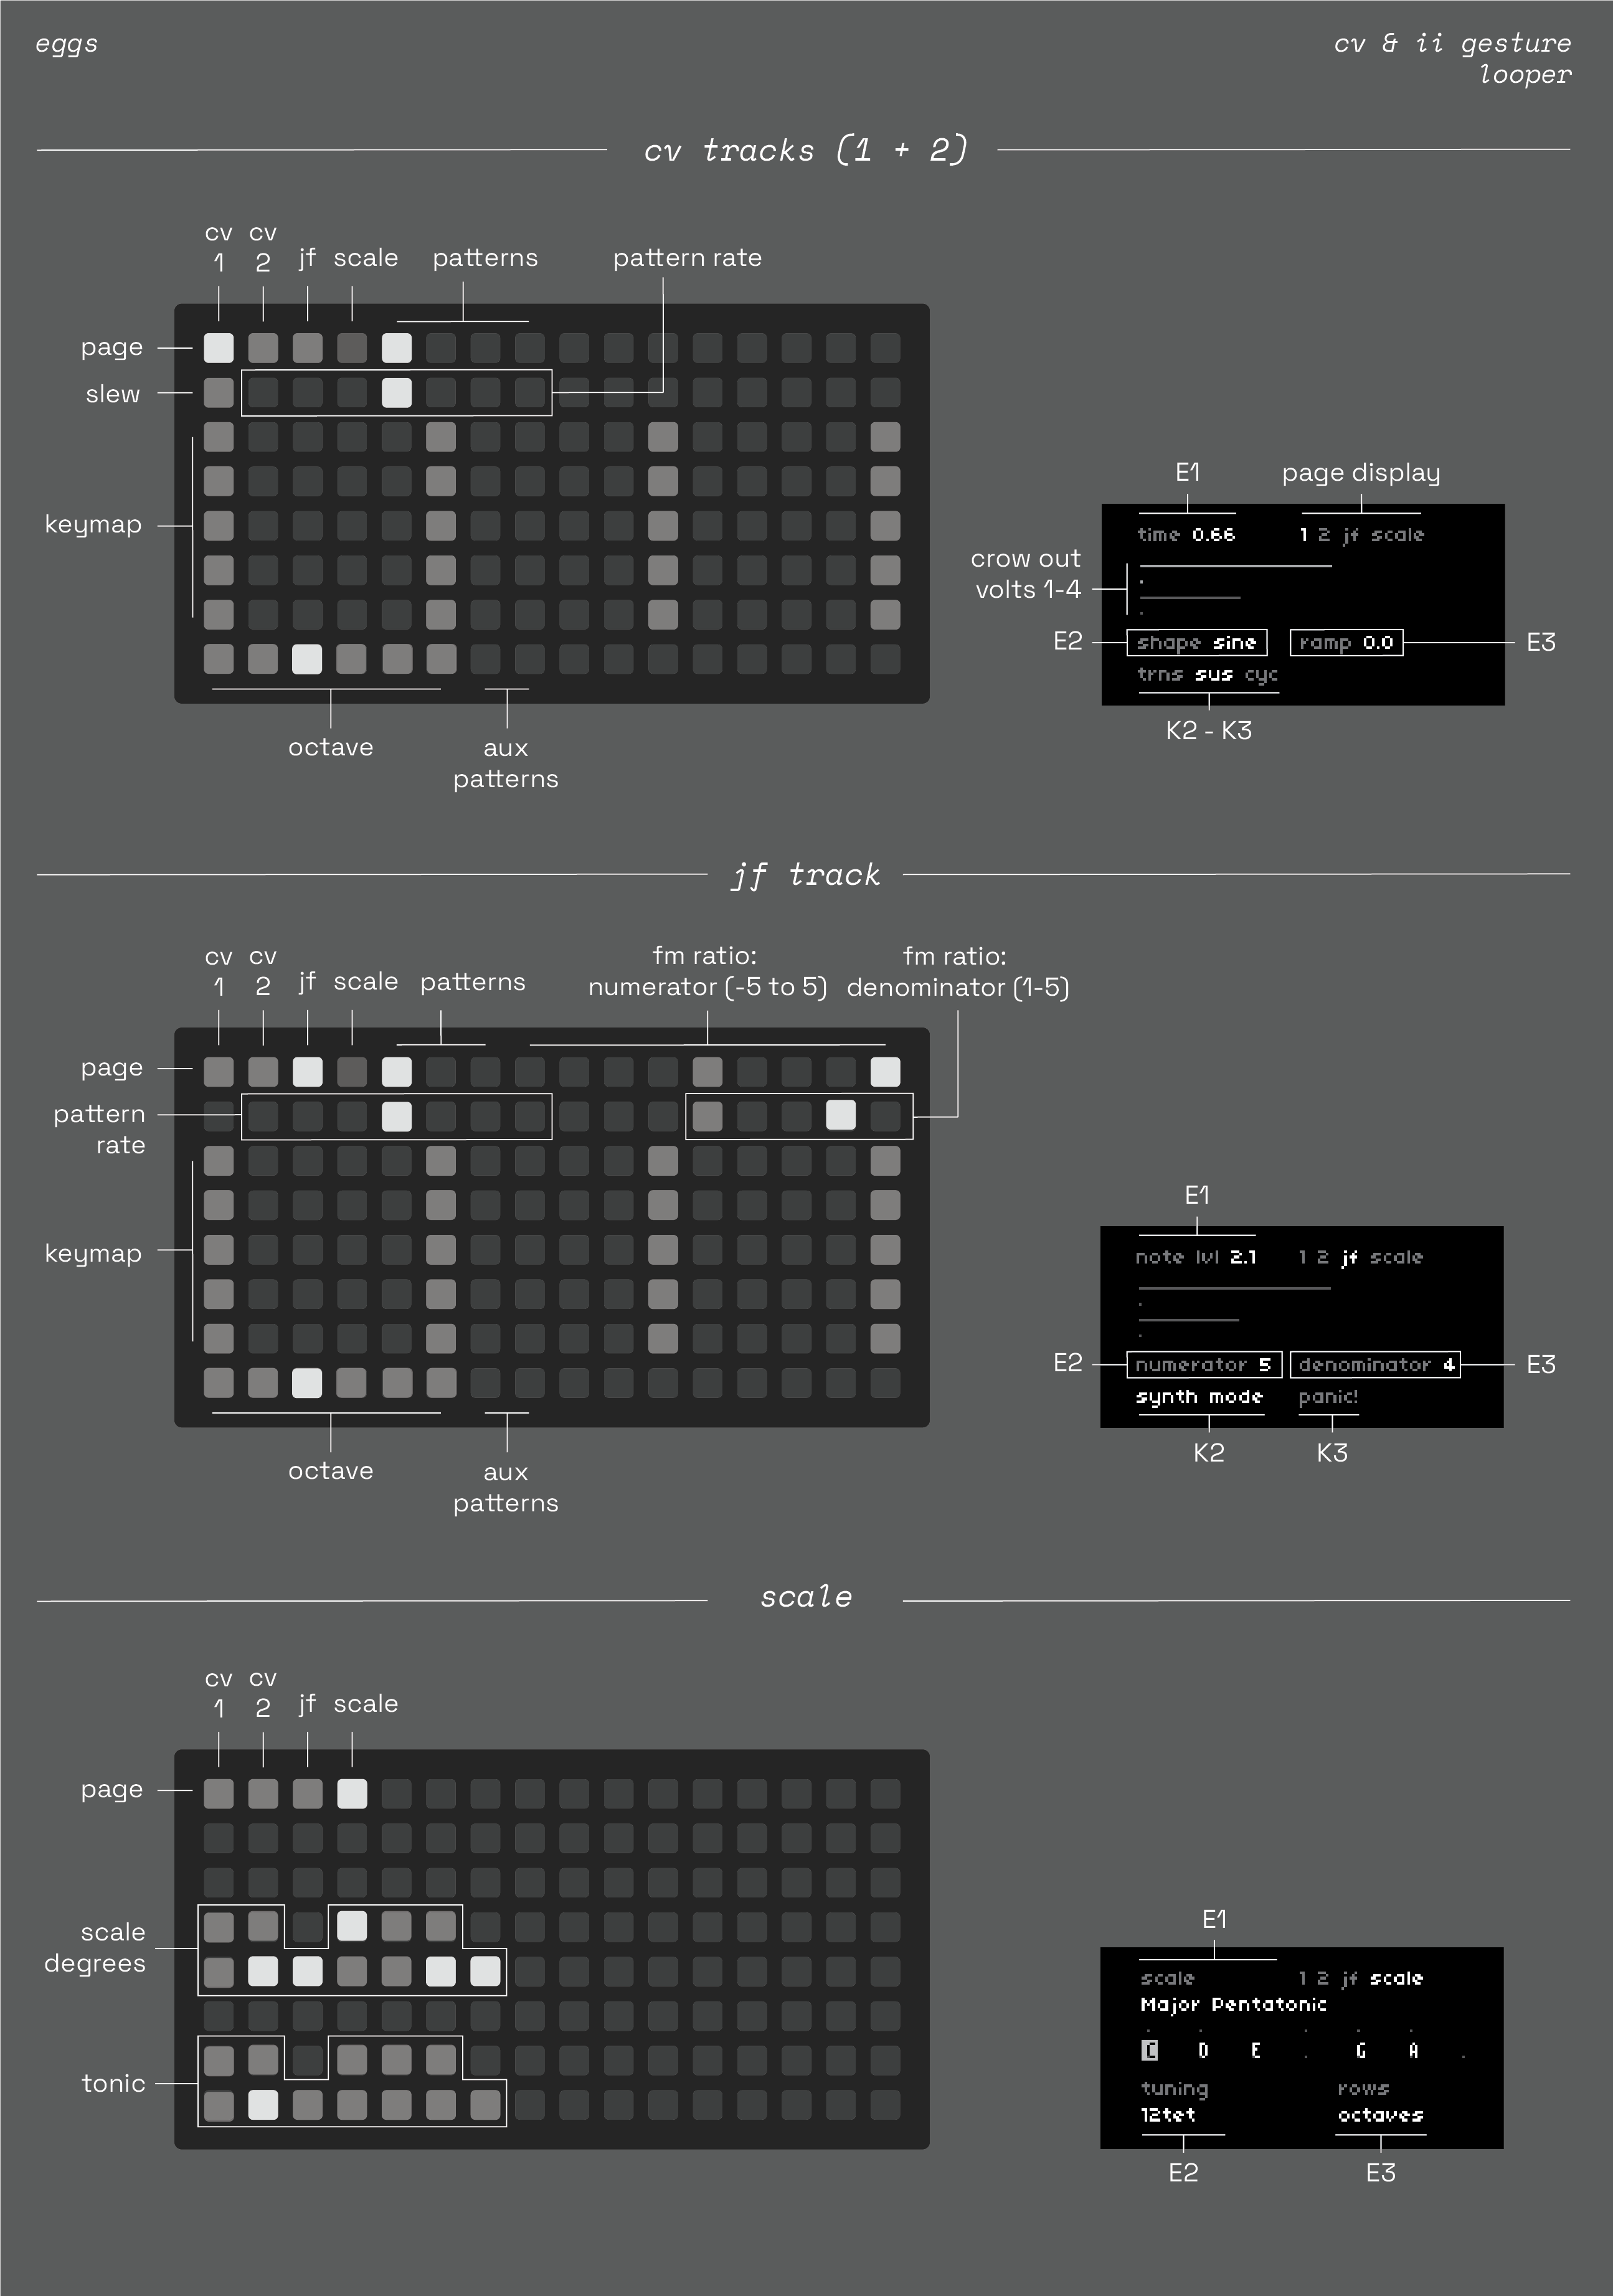 eggs
cv & ii gesture
looper
cv tracks (1 + 2)
cv cv
1 2 jf scale patterns pattern rate
page
slew
keymap
octave
aux
patterns
E1 page display
time 0.66 1 2 jf scale
crow out
volts 1-4
E2 shape sine ramp 0.0 E3
trns sus cyc
K2 - K3
jf track
cv cv
1 2 jf scale patterns
fm ratio:
numerator (-5 to 5)
fm ratio:
denominator (1-5)
page
pattern
rate
keymap
octave
aux
patterns
E1
note lvl 2.1 1 2 jf scale
E2 numerator 5 denominator 4 E3
synth mode panic!
K2 K3
scale
cv cv
1 2 jf scale
page
scale
degrees
tonic
E1
scale 1 2 jf scale
Major Pentatonic
C D E . G A .
tuning rows
12tet octaves
E2 E3